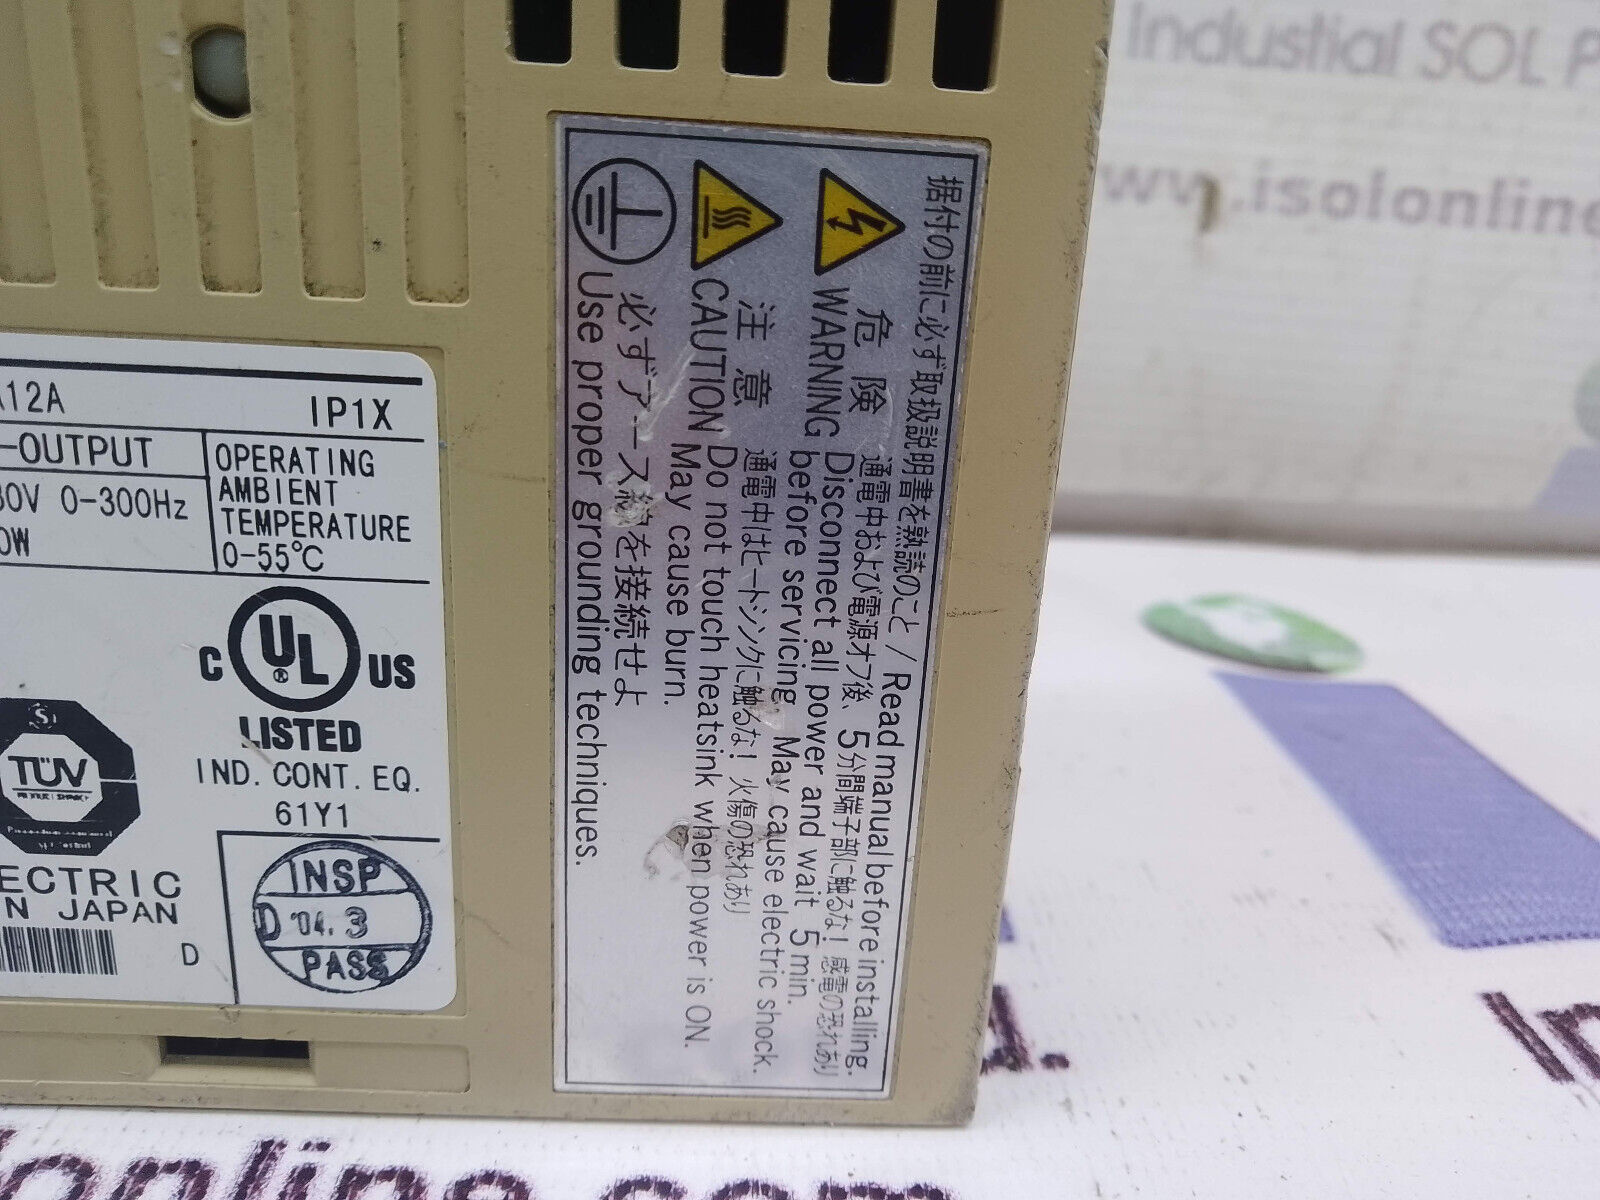 Industial SOL P
www.isolonline
A12A
IP1X
-OUTPUT
OPERATING
AMBIENT
TEMPERATURE
0-55℃
30V 0-300Hz
0W
C UL ® US
LISTED
IND. CONT. EQ.
61Y1
S
TÜV
ECTRIC
IN JAPAN
D
INSP
D '04.3
PASS
据付の前に必ず取扱説明書を熟読のこと / Read manual before installing.
危 険 通電中および電源オフ後、5分間端子部に触るな! 感電の恐れあり
WARNING Disconnect all power and wait 5 min.
before servicing. May cause electric shock.
注 意 通電中はヒートシンクに触るな! 火傷の恐れあり
CAUTION Do not touch heatsink when power is ON.
May cause burn.
必ずアース線を接続せよ
Use proper grounding techniques.
d.
In
lonline.com